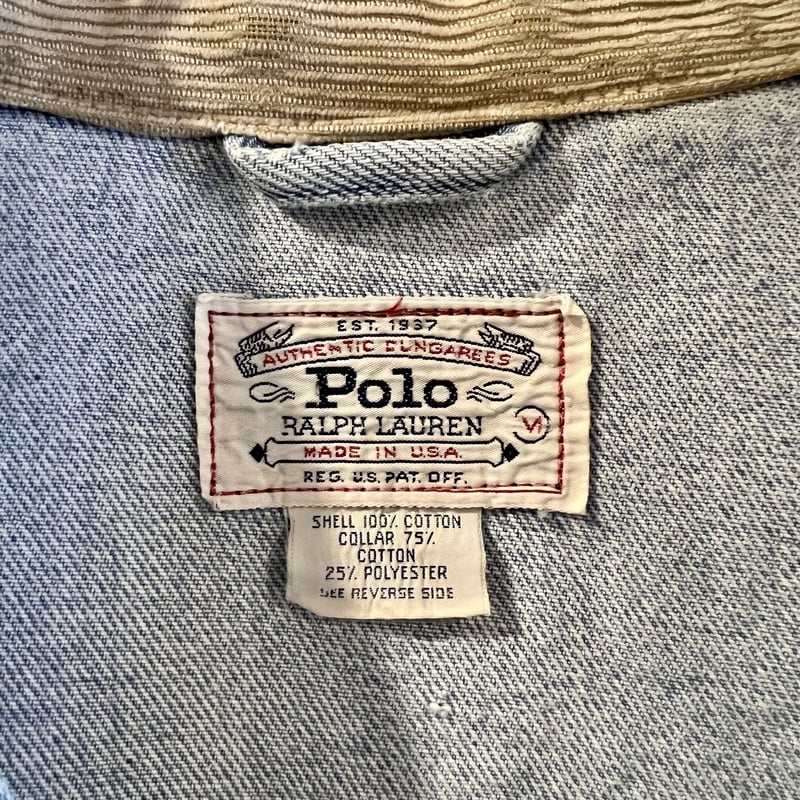 EST. 1967
AUTHENTIC DUNGAREES
Polo
RALPH LAUREN
MADE IN U.S.A.
REG. U.S. PAT. OFF.
SHELL 100% COTTON
COLLAR 75%
COTTON
25% POLYESTER
SEE REVERSE SIDE